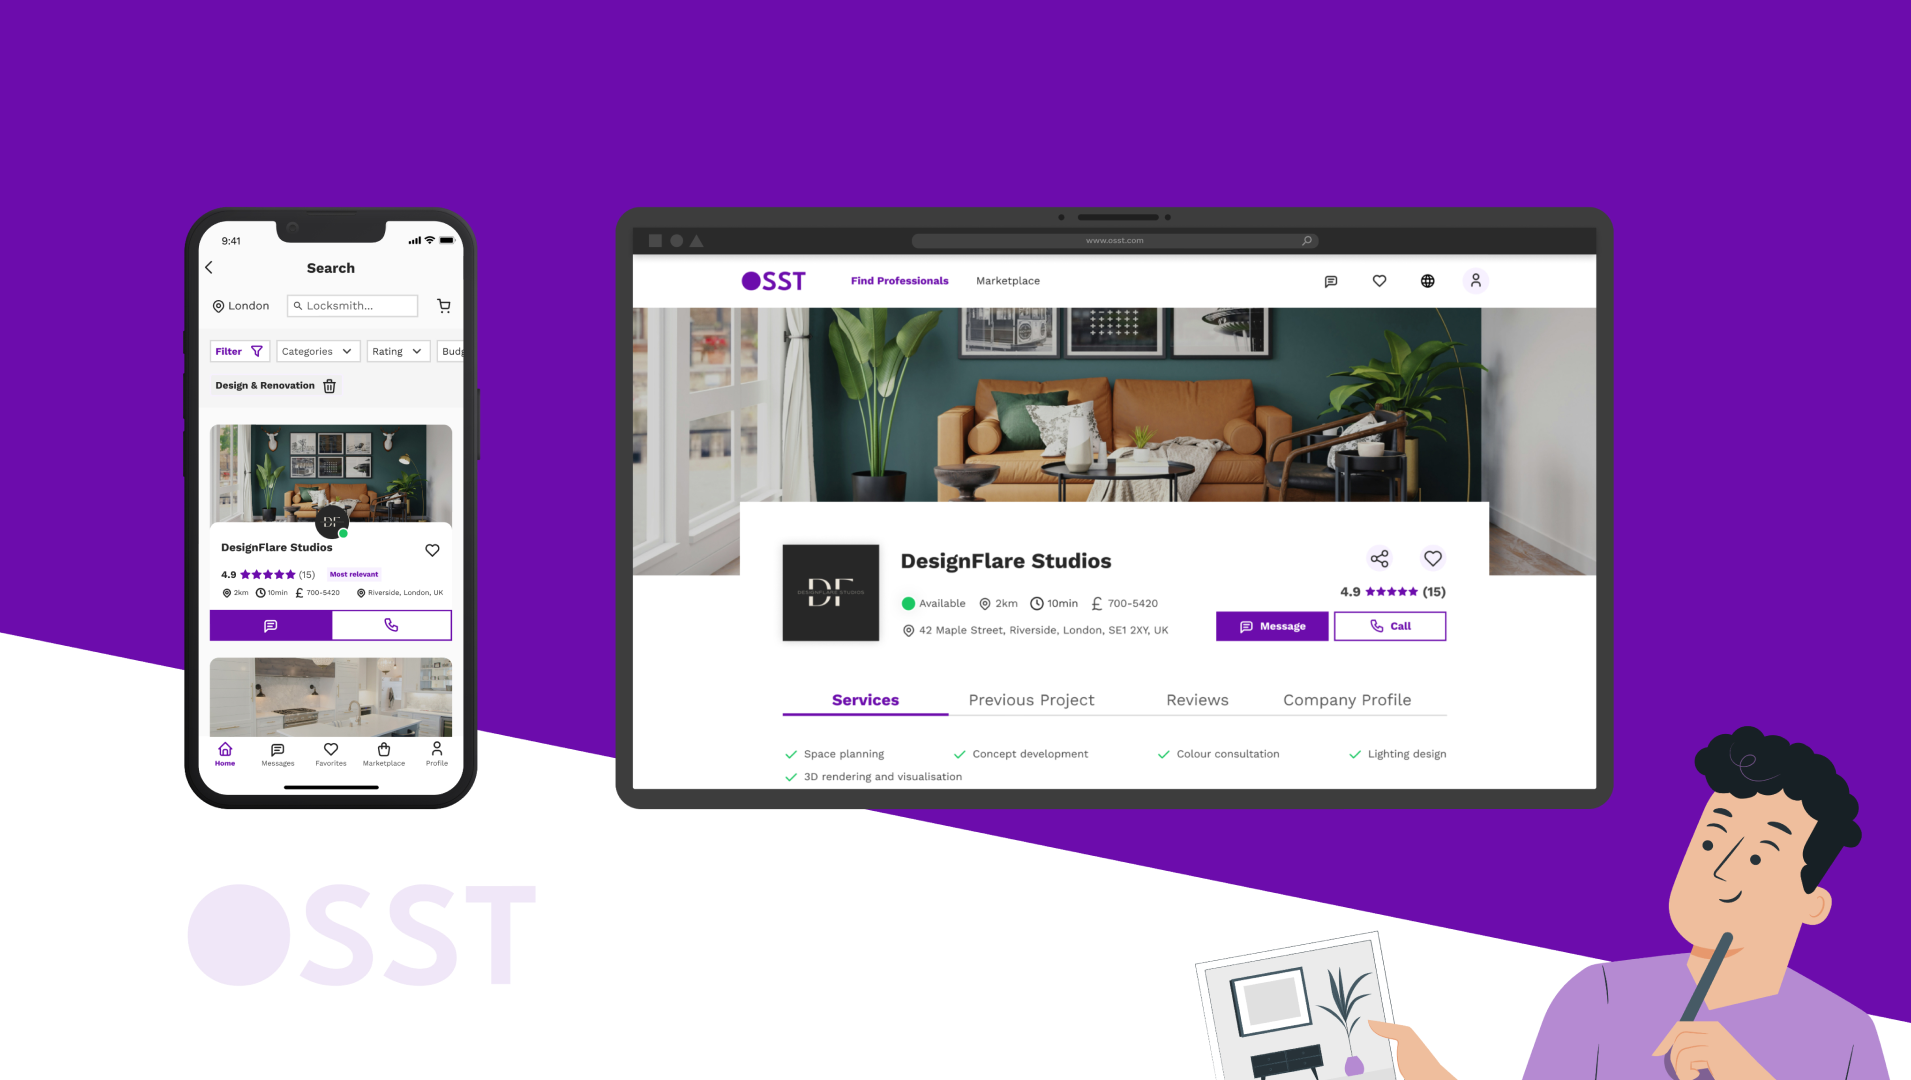 9:41
Search
London
Locksmith...
Filter
Categories
Rating
Budg
Design & Renovation
DF
DesignFlare Studios
4.9 (15) Most relevant
2km 10min £ 700-5420 Riverside, London, UK
Home
Messages
Favorites
Marketplace
Profile
www.osst.com
OSST
Find Professionals
Marketplace
DF
DESIGNFLARE STUDIOS
DesignFlare Studios
Available 2km 10min £ 700-5420
42 Maple Street, Riverside, London, SE1 2XY, UK
4.9 (15)
Message
Call
Services
Previous Project
Reviews
Company Profile
Space planning
Concept development
Colour consultation
Lighting design
3D rendering and visualisation
OSST